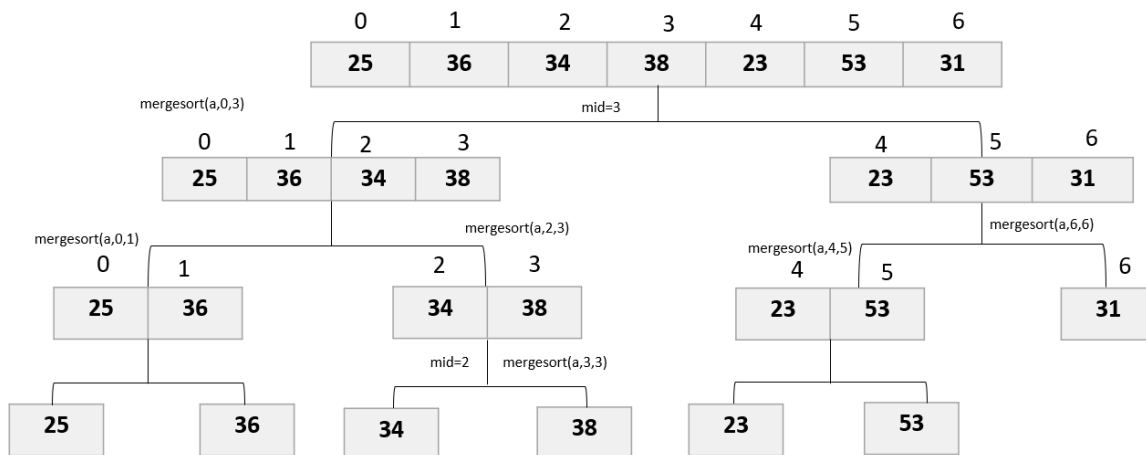 0 1 2 3 4 5 6
25 36 34 38 23 53 31
mergesort(a,0,3) mid=3
0 1 2 3 4 5 6
25 36 34 38 23 53 31
mergesort(a,0,1) mergesort(a,2,3) mergesort(a,4,5) mergesort(a,6,6)
0 1 2 3 4 5 6
25 36 34 38 23 53 31
mid=2 mergesort(a,3,3)
25 36 34 38 23 53